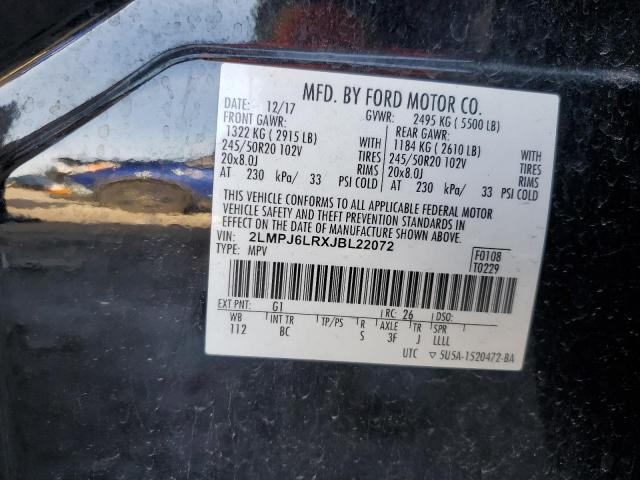 MFD. BY FORD MOTOR CO.
DATE: 12/17 GVWR: 2495 KG ( 5500 LB)
FRONT GAWR: REAR GAWR:
1322 KG ( 2915 LB) WITH 1184 KG ( 2610 LB) WITH
245/50R20 102V TIRES 245/50R20 102V TIRES
20x8.0J RIMS 20x8.0J RIMS
AT 230 kPa/ 33 PSI COLD AT 230 kPa/ 33 PSI COLD
THIS VEHICLE CONFORMS TO ALL APPLICABLE FEDERAL MOTOR
VEHICLE SAFETY AND THEFT PREVENTION STANDARDS IN
EFFECT ON THE DATE OF MANUFACTURE SHOWN ABOVE.
VIN: 2LMPJ6LRXJBL22072
TYPE: MPV
F0108
T0229
EXT PNT: G1 RC: 26 DSO:
WB INT TR TP/PS R AXLE TR SPR
112 BC S 3F J LLLL
UTC ▽ 5U5A-1520472-BA